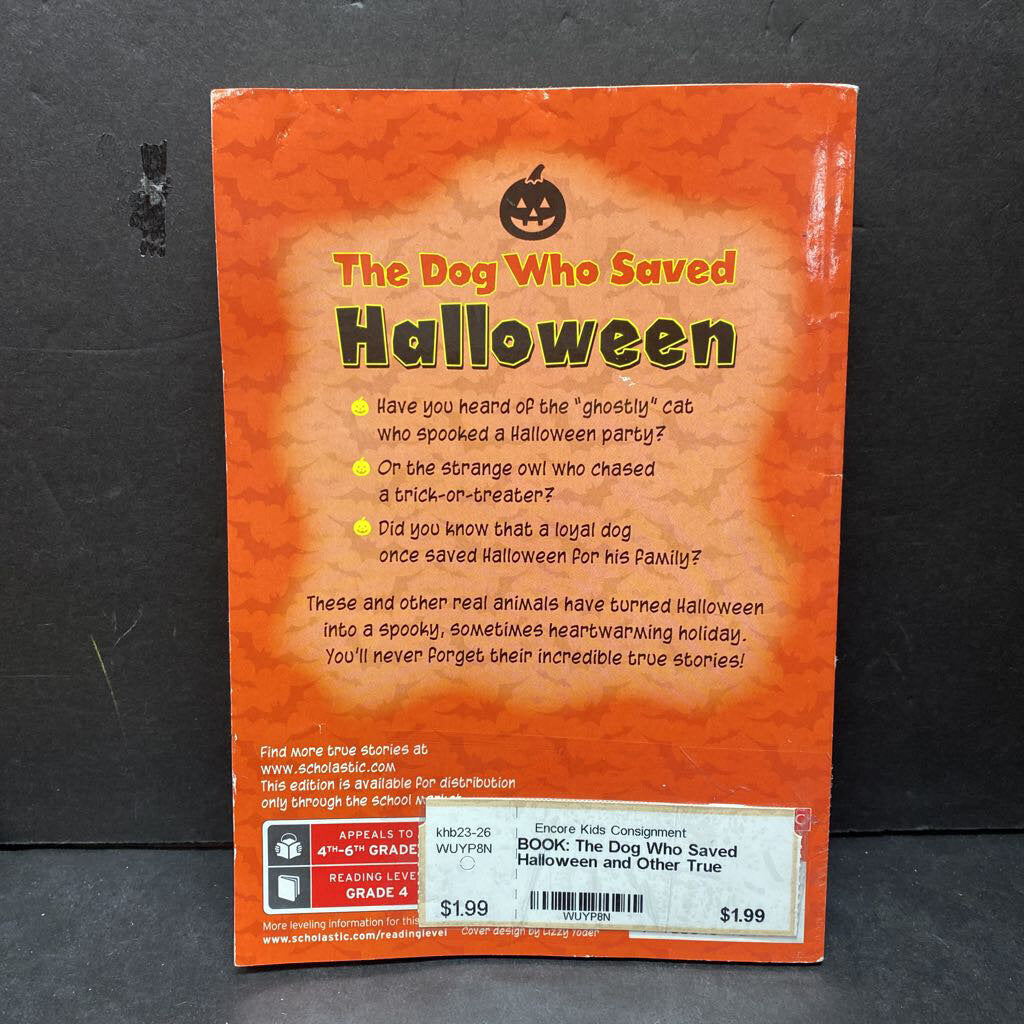 The Dog Who Saved
Halloween
Have you heard of the "ghostly" cat
who spooked a Halloween party?
Or the strange owl who chased
a trick-or-treater?
Did you know that a loyal dog
once saved Halloween for his family?
These and other real animals have turned Halloween
into a spooky, sometimes heartwarming holiday.
You'll never forget their incredible true stories!
Find more true stories at
www.scholastic.com
This edition is available for distribution
only through the school market.
APPEALS TO
4TH-6TH GRADE
READING LEVE
GRADE 4
More leveling information for this
www.scholastic.com/readinglevel
Cover design by Lizzy Yoder
khb23-26
WUYP8N
$1.99
Encore Kids Consignment
BOOK: The Dog Who Saved
Halloween and Other True
WUYP8N
$1.99